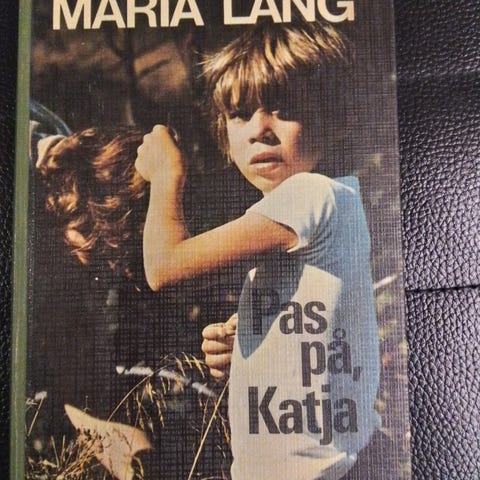 MARIA LANG
Pas
på,
Katja